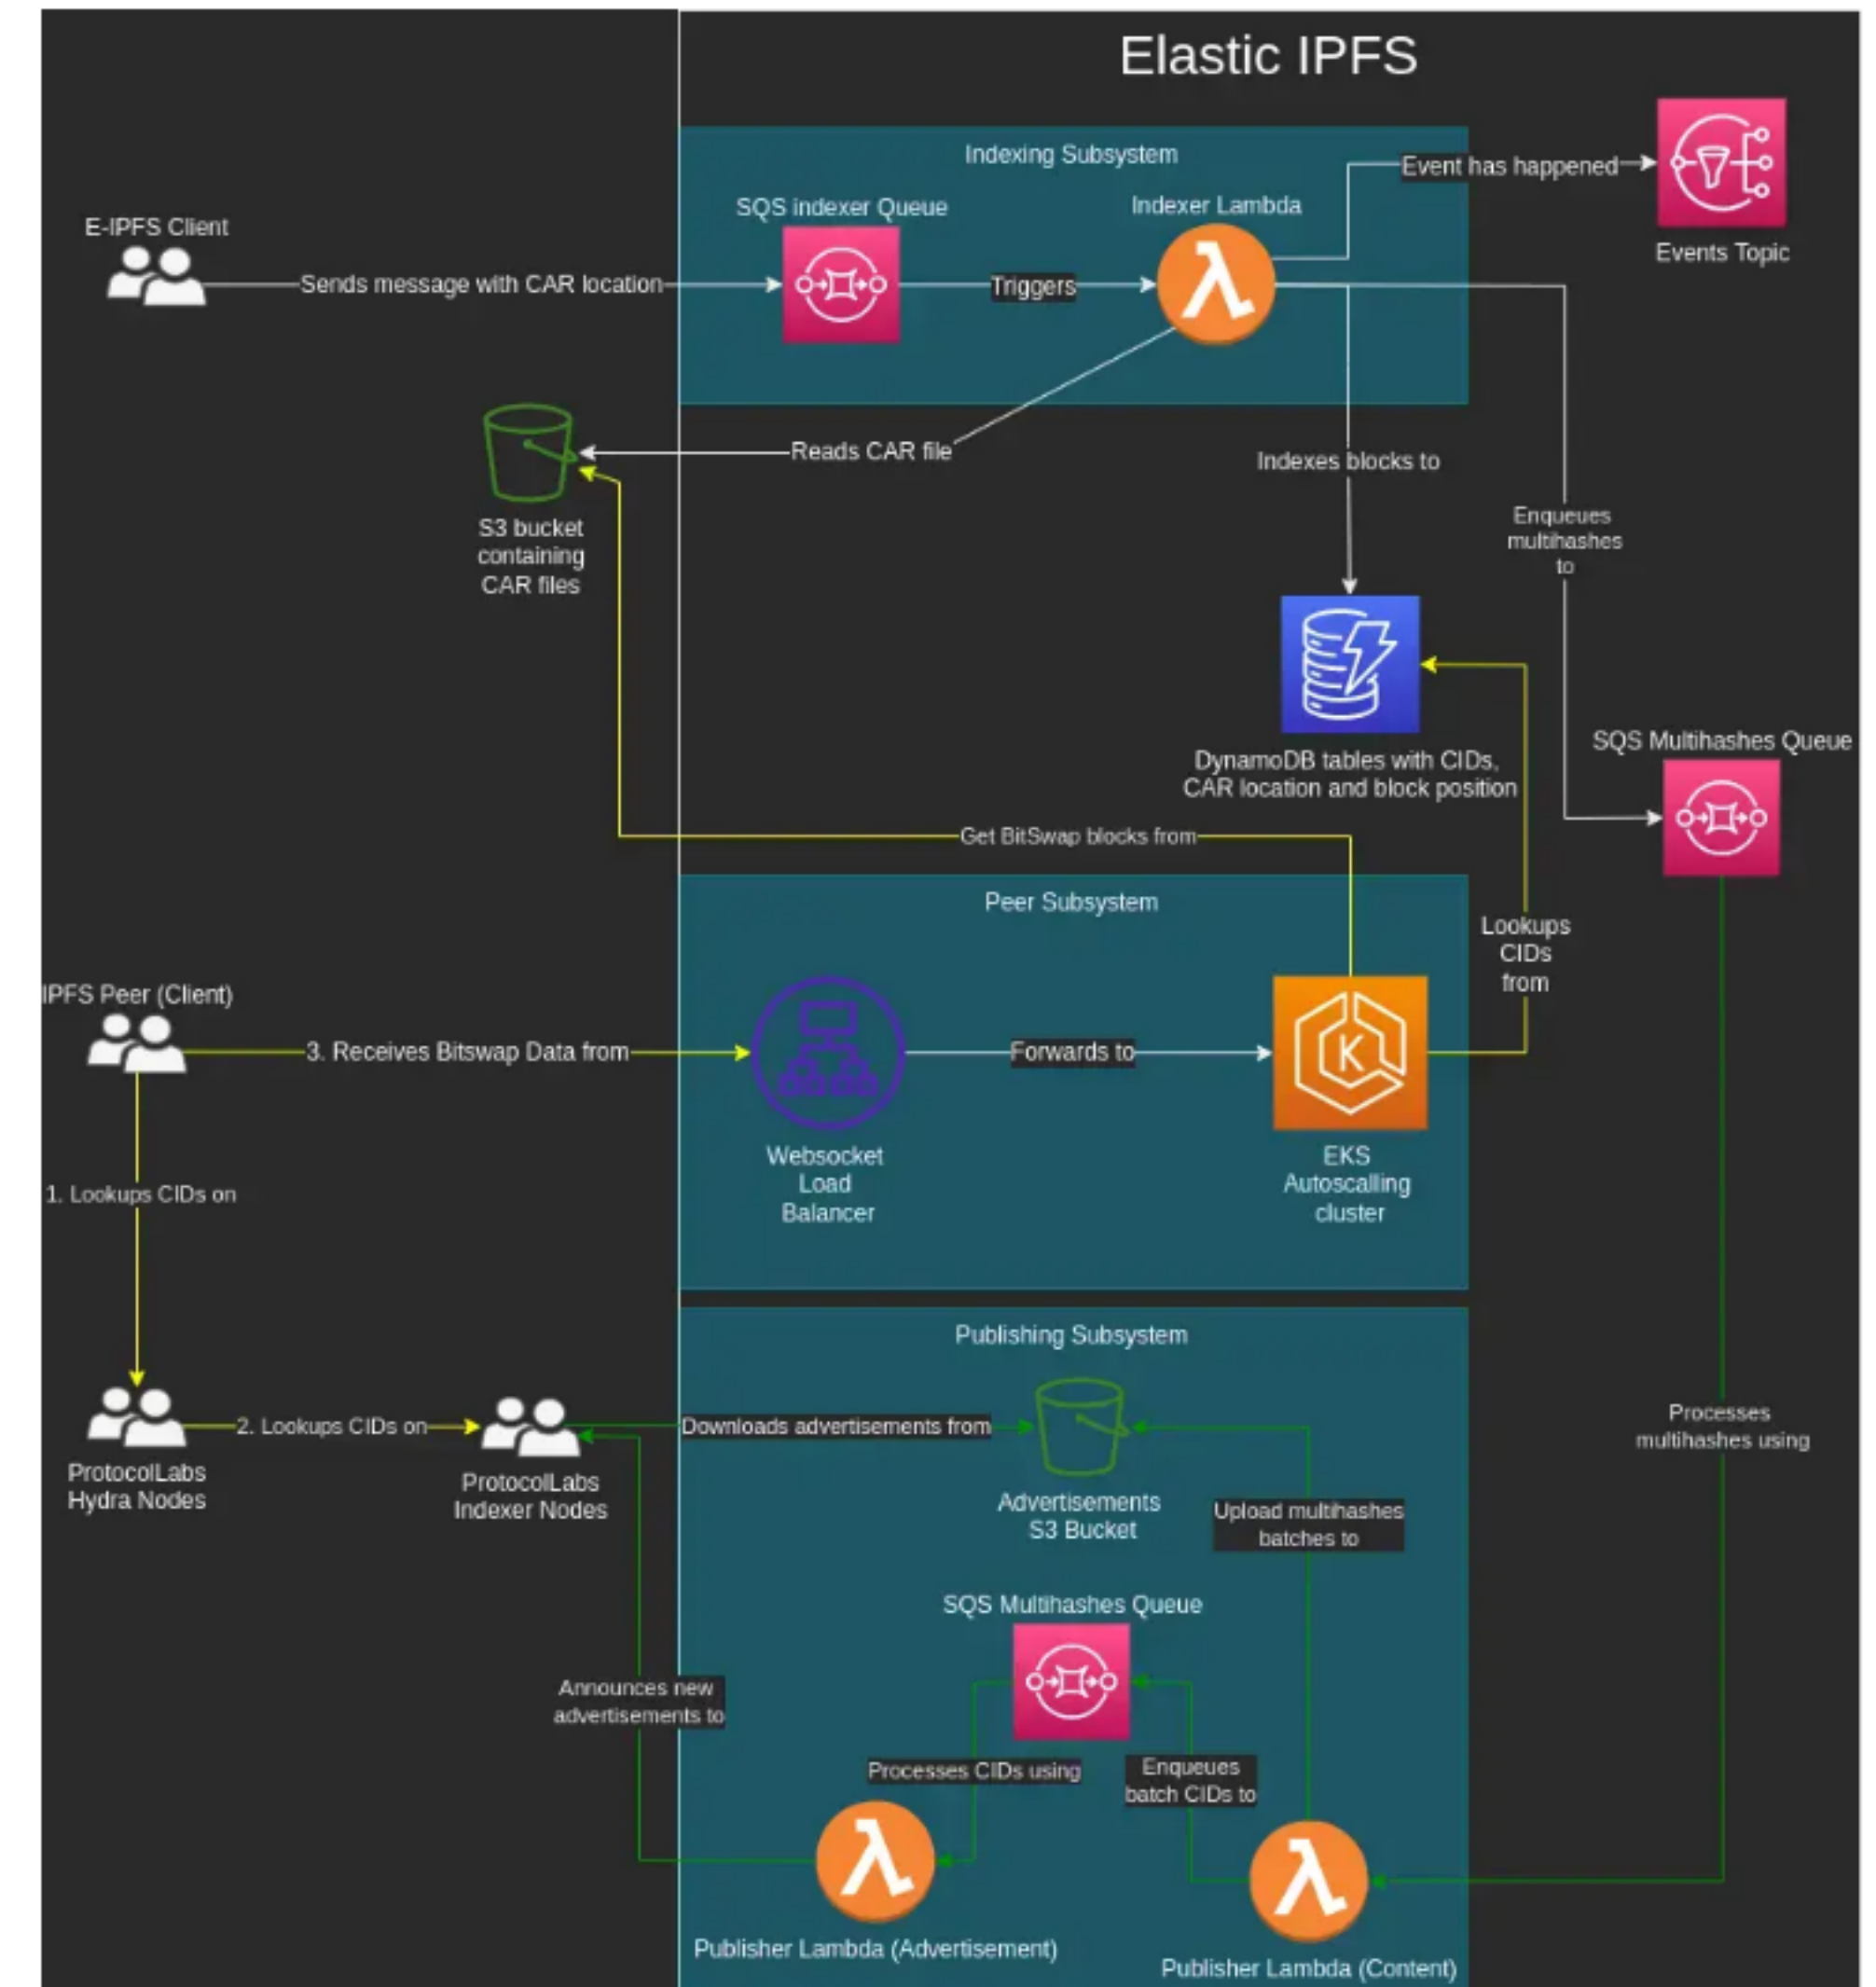 Elastic IPFS
Indexing Subsystem
Event has happened
Events Topic
E-IPFS Client
SQS indexer Queue
Indexer Lambda
Sends message with CAR location
Triggers
Reads CAR file
Indexes blocks to
S3 bucket
containing
CAR files
Enqueues
multihashes
to
DynamoDB tables with CIDs,
CAR location and block position
SQS Multihashes Queue
Get BitSwap blocks from
Peer Subsystem
Lookups
CIDs
from
IPFS Peer (Client)
3. Receives Bitswap Data from
Forwards to
K
Websocket
Load
Balancer
EKS
Autoscalling
cluster
1. Lookups CIDs on
Publishing Subsystem
2. Lookups CIDs on
Downloads advertisements from
Processes
multihashes using
ProtocolLabs
Hydra Nodes
ProtocolLabs
Indexer Nodes
Advertisements
S3 Bucket
Upload multihashes
batches to
SQS Multihashes Queue
Announces new
advertisements to
Processes CIDs using
Enqueues
batch CIDs to
Publisher Lambda (Advertisement)
Publisher Lambda (Content)